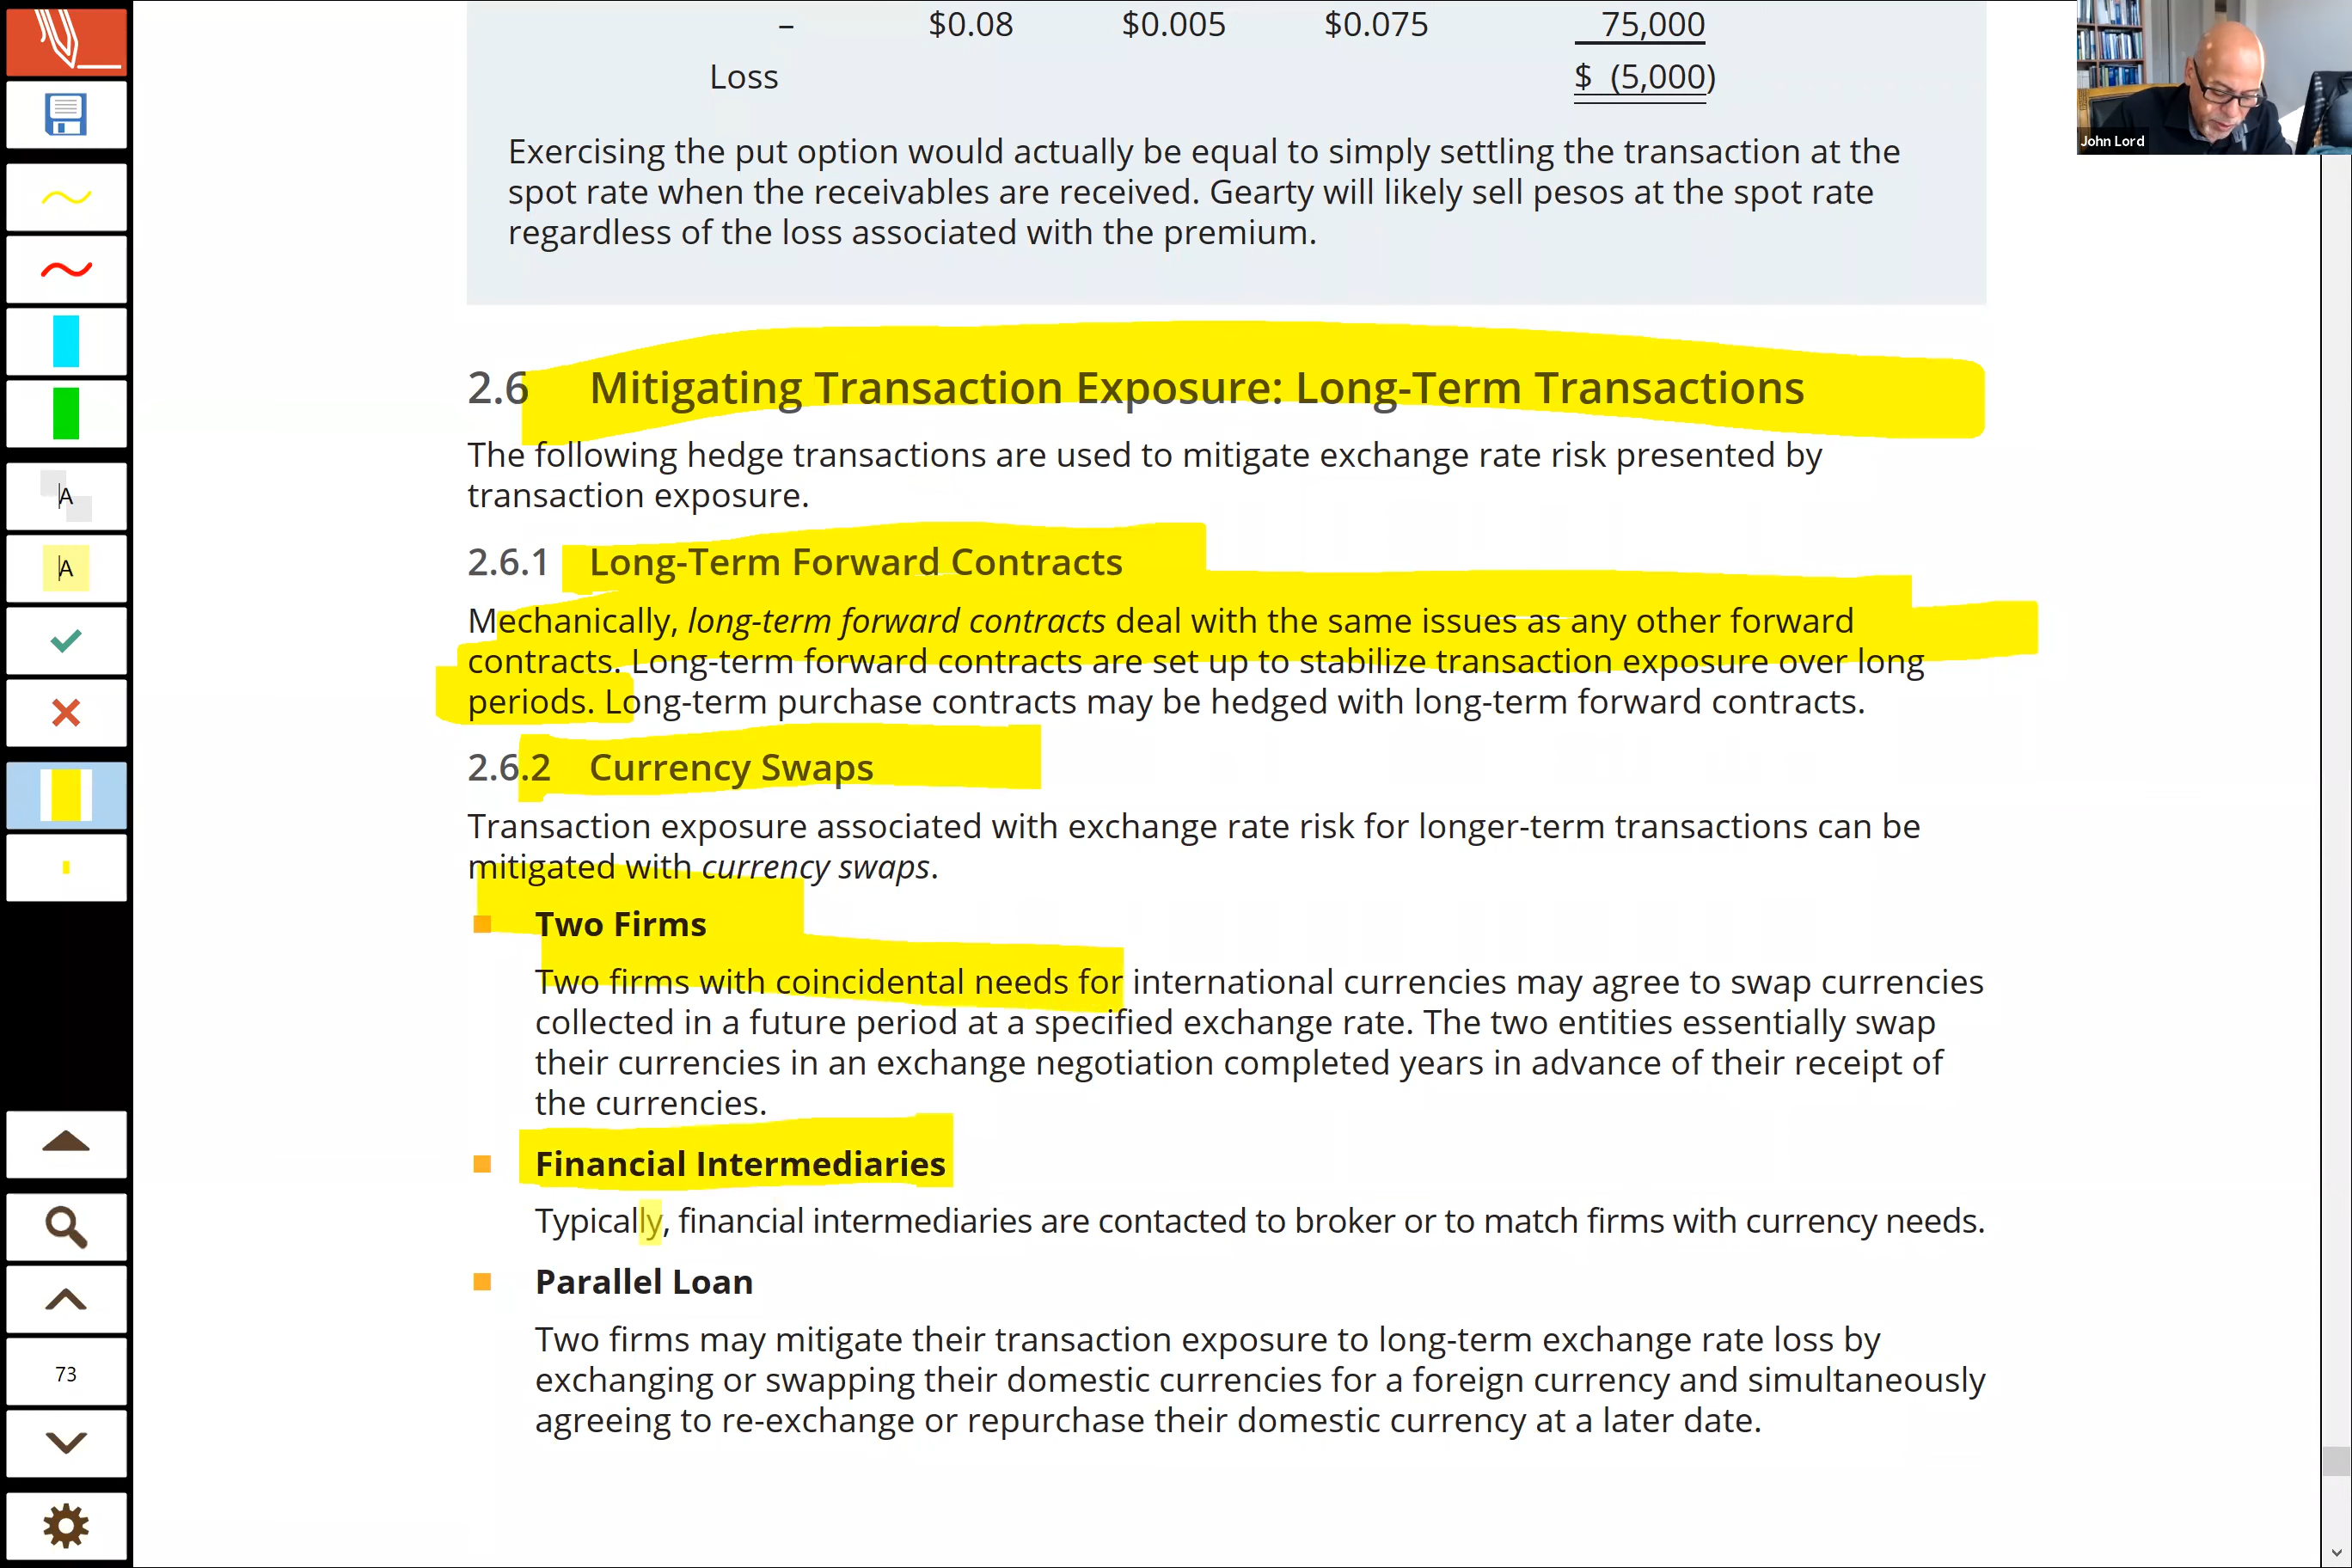 – $0.08 $0.005 $0.075 75,000
Loss $ (5,000)
Exercising the put option would actually be equal to simply settling the transaction at the
spot rate when the receivables are received. Gearty will likely sell pesos at the spot rate
regardless of the loss associated with the premium.
John Lord
2.6 Mitigating Transaction Exposure: Long-Term Transactions
The following hedge transactions are used to mitigate exchange rate risk presented by
transaction exposure.
2.6.1 Long-Term Forward Contracts
Mechanically, long-term forward contracts deal with the same issues as any other forward
contracts. Long-term forward contracts are set up to stabilize transaction exposure over long
periods. Long-term purchase contracts may be hedged with long-term forward contracts.
2.6.2 Currency Swaps
Transaction exposure associated with exchange rate risk for longer-term transactions can be
mitigated with currency swaps.
Two Firms
Two firms with coincidental needs for international currencies may agree to swap currencies
collected in a future period at a specified exchange rate. The two entities essentially swap
their currencies in an exchange negotiation completed years in advance of their receipt of
the currencies.
Financial Intermediaries
Typically, financial intermediaries are contacted to broker or to match firms with currency needs.
Parallel Loan
Two firms may mitigate their transaction exposure to long-term exchange rate loss by
exchanging or swapping their domestic currencies for a foreign currency and simultaneously
agreeing to re-exchange or repurchase their domestic currency at a later date.
A
A
73